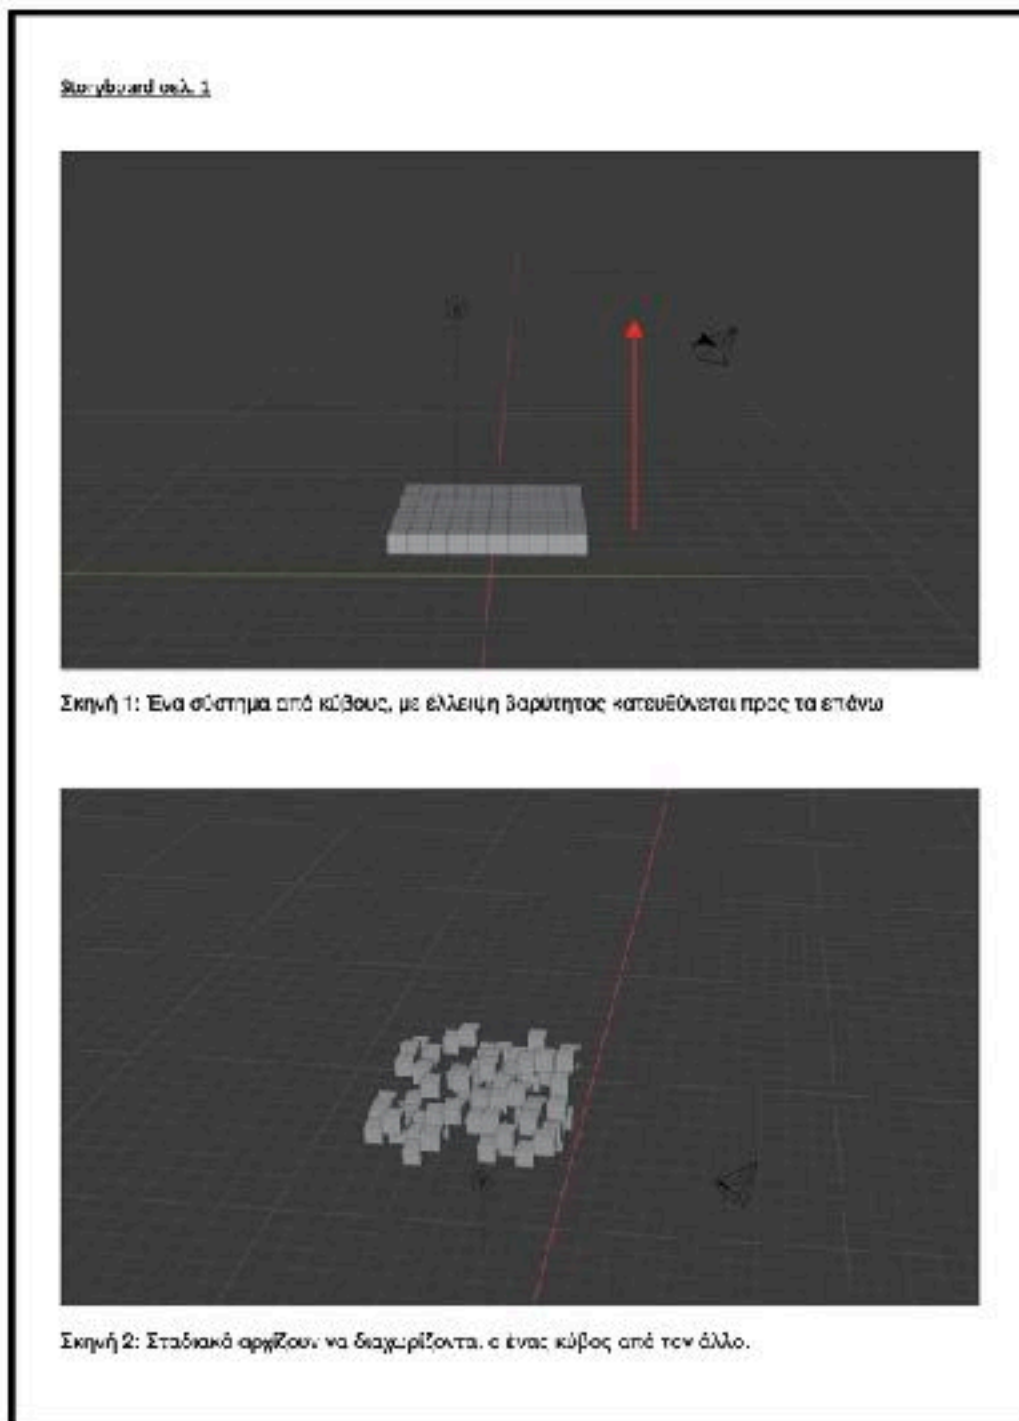 Storyboard σελ. 1
Σκηνή 1: Ένα σύστημα από κύβους, με έλλειψη βαρύτητας κατευθύνεται προς τα επάνω
Σκηνή 2: Σταδιακά αρχίζουν να διαχωρίζονται ο ένας κύβος από τον άλλο.